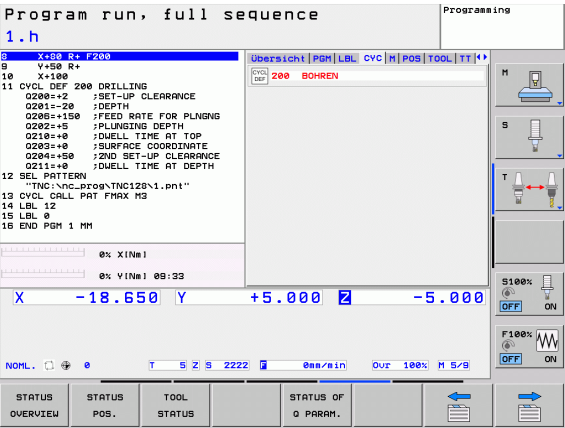 Program run, full sequence
Programming
1.h
8 X+80 R+ F200
9 Y+50 R+
10 X+100
11 CYCL DEF 200 DRILLING
Q200=+2 ;SET-UP CLEARANCE
Q201=-20 ;DEPTH
Q206=+150 ;FEED RATE FOR PLNGNG
Q202=+5 ;PLUNGING DEPTH
Q210=+0 ;DWELL TIME AT TOP
Q203=+0 ;SURFACE COORDINATE
Q204=+50 ;2ND SET-UP CLEARANCE
Q211=+0 ;DWELL TIME AT DEPTH
12 SEL PATTERN
"TNC:\nc_prog\TNC128\1.pnt"
13 CYCL CALL PAT FMAX M3
14 LBL 12
15 LBL 0
16 END PGM 1 MM
Übersicht PGM LBL CYC M POS TOOL TT
CYCL DEF 200 BOHREN
0% X[Nm]
0% Y[Nm] 09:33
X -18.650 Y +5.000 Z -5.000
NOML. 0 T 5 Z S 2222 F 0mm/min Ovr 100% M 5/9
M
S
T
S100%
OFF ON
F100%
OFF ON
STATUS OVERVIEW
STATUS POS.
TOOL STATUS
STATUS OF Q PARAM.